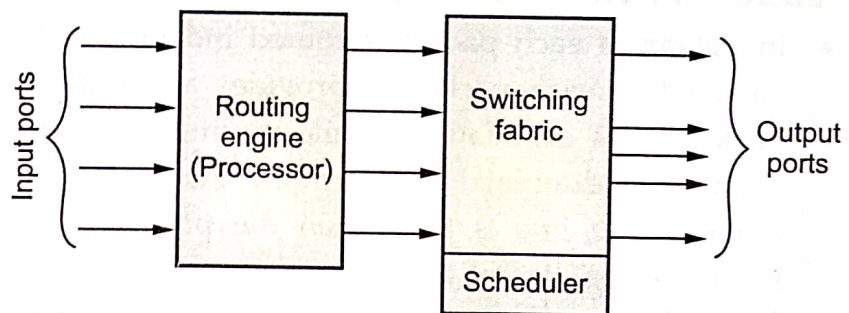 Input ports
Routing
engine
(Processor)
Switching
fabric
Scheduler
Output
ports